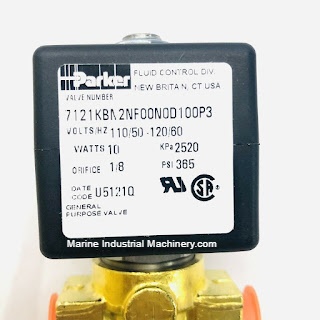 Parker
FLUID CONTROL DIV.
NEW BRITAIN, CT USA
VALVE NUMBER
7121KBN2NF00N0D100P3
VOLTS/HZ 110/50 -120/60
WATTS 10 KPa 2520
ORIFICE 1/8 PSI 365
DATE CODE U5121Q
GENERAL
PURPOSE VALVE
Marine Industrial Machinery.com